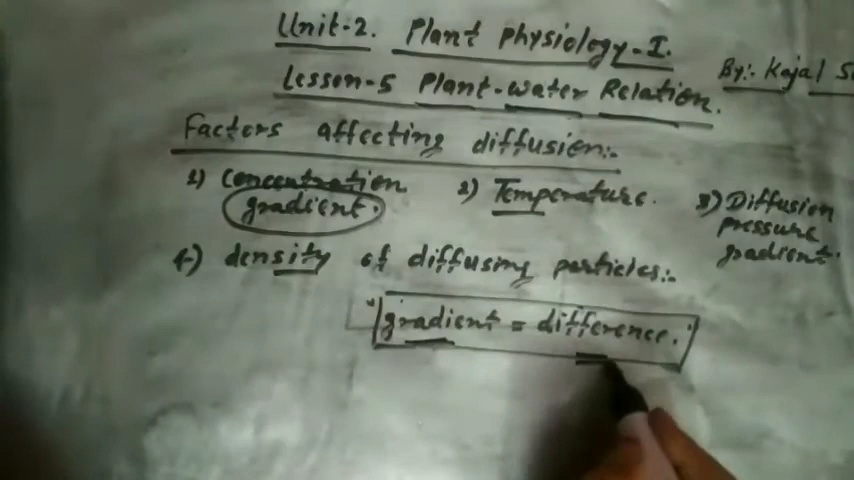 Unit-2. Plant Physiology-I.
Lesson-5 Plant-water Relation.
By:- Kajal
Factors affecting diffusion:-
1) Concentration gradient.
2) Temperature.
3) Diffusion pressure gradient.
4) density of diffusing particles:-
gradient = difference.